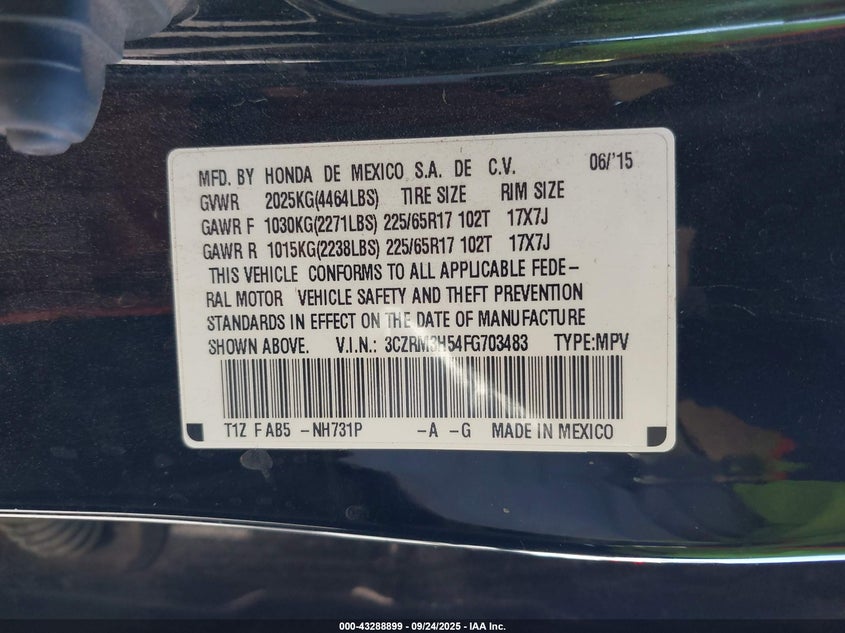 MFD. BY HONDA DE MEXICO S.A. DE C.V. 06/'15
GVWR 2025KG(4464LBS) TIRE SIZE RIM SIZE
GAWR F 1030KG(2271LBS) 225/65R17 102T 17X7J
GAWR R 1015KG(2238LBS) 225/65R17 102T 17X7J
THIS VEHICLE CONFORMS TO ALL APPLICABLE FEDE-
RAL MOTOR VEHICLE SAFETY AND THEFT PREVENTION
STANDARDS IN EFFECT ON THE DATE OF MANUFACTURE
SHOWN ABOVE. V.I.N.: 3CZRM3H54FG703483 TYPE:MPV
T1Z F AB5 -NH731P -A -G MADE IN MEXICO
000-43288899 - 09/24/2025 - IAA Inc.